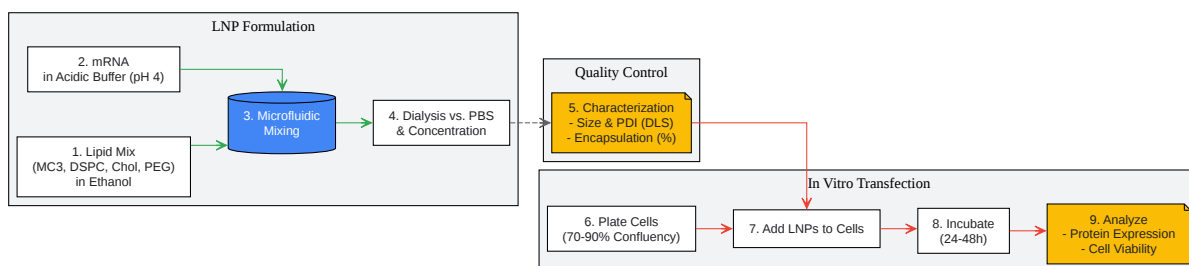 LNP Formulation
2. mRNA
in Acidic Buffer (pH 4)
3. Microfluidic
Mixing
1. Lipid Mix
(MC3, DSPC, Chol, PEG)
in Ethanol
4. Dialysis vs. PBS
& Concentration
Quality Control
5. Characterization
- Size & PDI (DLS)
- Encapsulation (%)
In Vitro Transfection
6. Plate Cells
(70-90% Confluency)
7. Add LNPs to Cells
8. Incubate
(24-48h)
9. Analyze
- Protein Expression
- Cell Viability